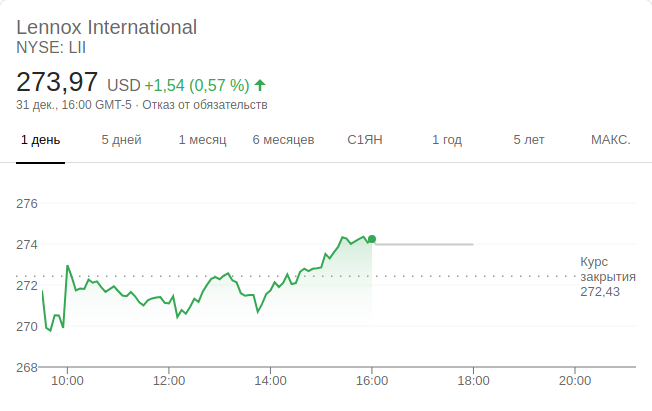 Lennox International
NYSE: LII
273,97 USD +1,54 (0,57 %)
31 дек., 16:00 GMT-5 · Отказ от обязательств
1 день 5 дней 1 месяц 6 месяцев С1ЯН 1 год 5 лет МАКС.
276
274
272
270
268
Курс
закрытия
272,43
10:00 12:00 14:00 16:00 18:00 20:00